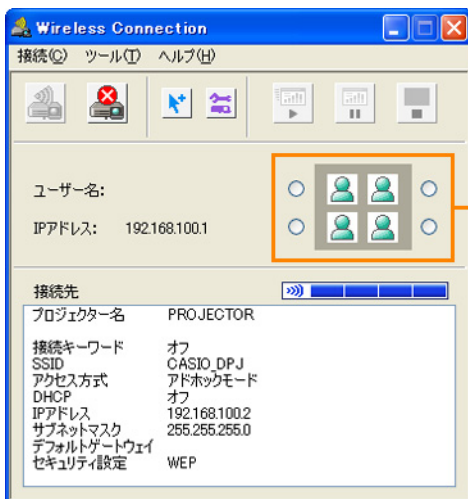 Wireless Connection
接続(C) ツール(T) ヘルプ(H)
ユーザー名:
IPアドレス: 192.168.100.1
接続先
プロジェクター名 PROJECTOR
接続キーワード オフ
SSID CASIO_DPJ
アクセス方式 アドホックモード
DHCP オフ
IPアドレス 192.168.100.2
サブネットマスク 255.255.255.0
デフォルトゲートウェイ
セキュリティ設定 WEP